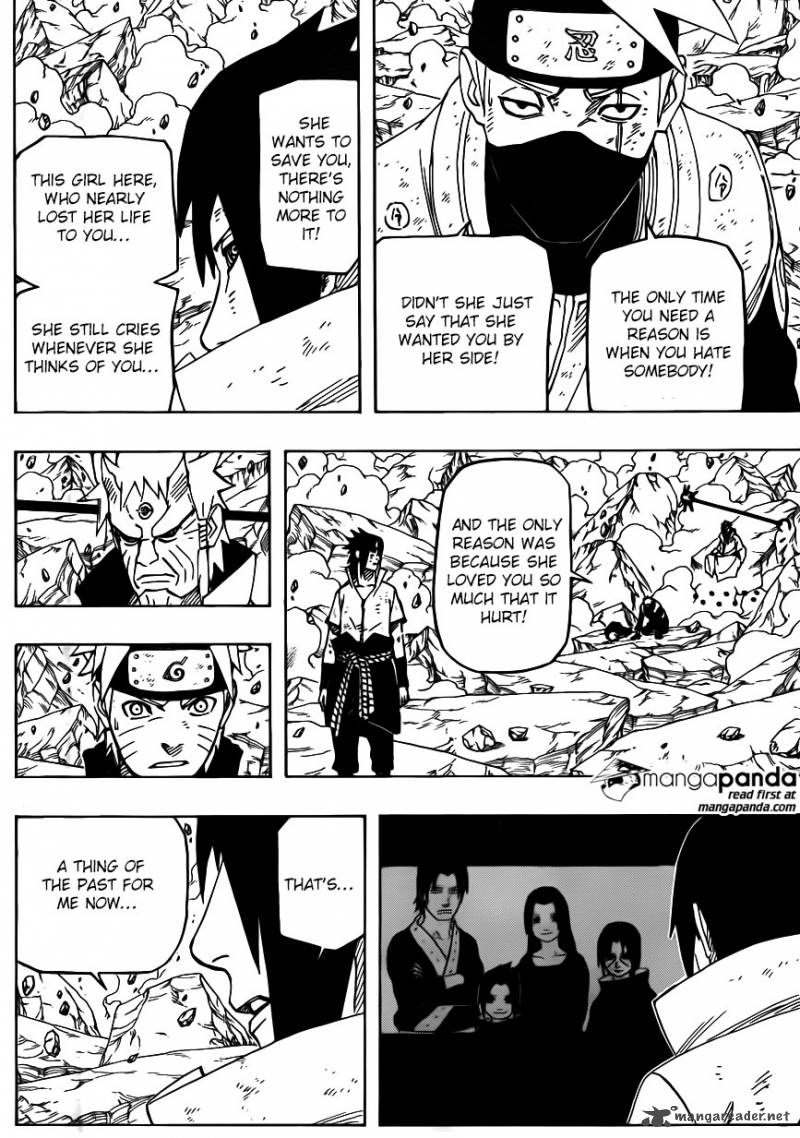 忍
THE ONLY TIME
YOU NEED A
REASON IS
WHEN YOU HATE
SOMEBODY!
DIDN'T SHE JUST
SAY THAT SHE
WANTED YOU BY
HER SIDE!
SHE
WANTS TO
SAVE YOU,
THERE'S
NOTHING
MORE TO
IT!
THIS GIRL HERE,
WHO NEARLY
LOST HER LIFE
TO YOU...
SHE STILL CRIES
WHENEVER SHE
THINKS OF YOU...
AND THE ONLY
REASON WAS
BECAUSE SHE
LOVED YOU SO
MUCH THAT IT
HURT!
mangapanda
read first at
mangapanda.com
THAT'S...
A THING OF
THE PAST FOR
ME NOW...
mangareader.net